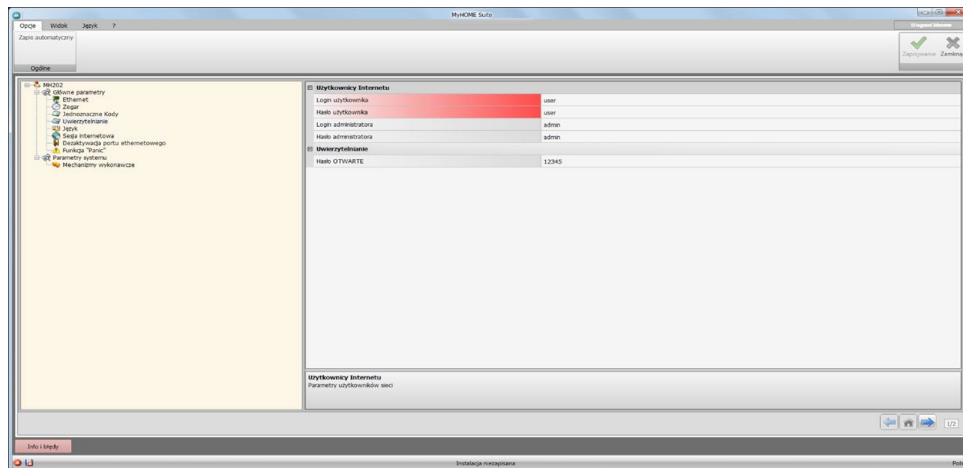 MyHOME Suite
Opcje Widok Język ?
Zapis automatyczny
Ogólne
Zapisywanie Zamknąć
MH202
Główne parametry
Ethernet
Zegar
Jednoznaczne Kody
Uwierzytelnianie
Język
Sesja internetowa
Dezaktywacja portu ethernetowego
Funkcja "Panic"
Parametry systemu
Mechanizmy wykonawcze
Użytkownicy Internetu
Login użytkownika user
Hasło użytkownika user
Login administratora admin
Hasło administratora admin
Uwierzytelnianie
Hasło OTWARTE 12345
Użytkownicy Internetu
Parametry użytkowników sieci
1/2
Info i błędy
Instalacja niezapisana